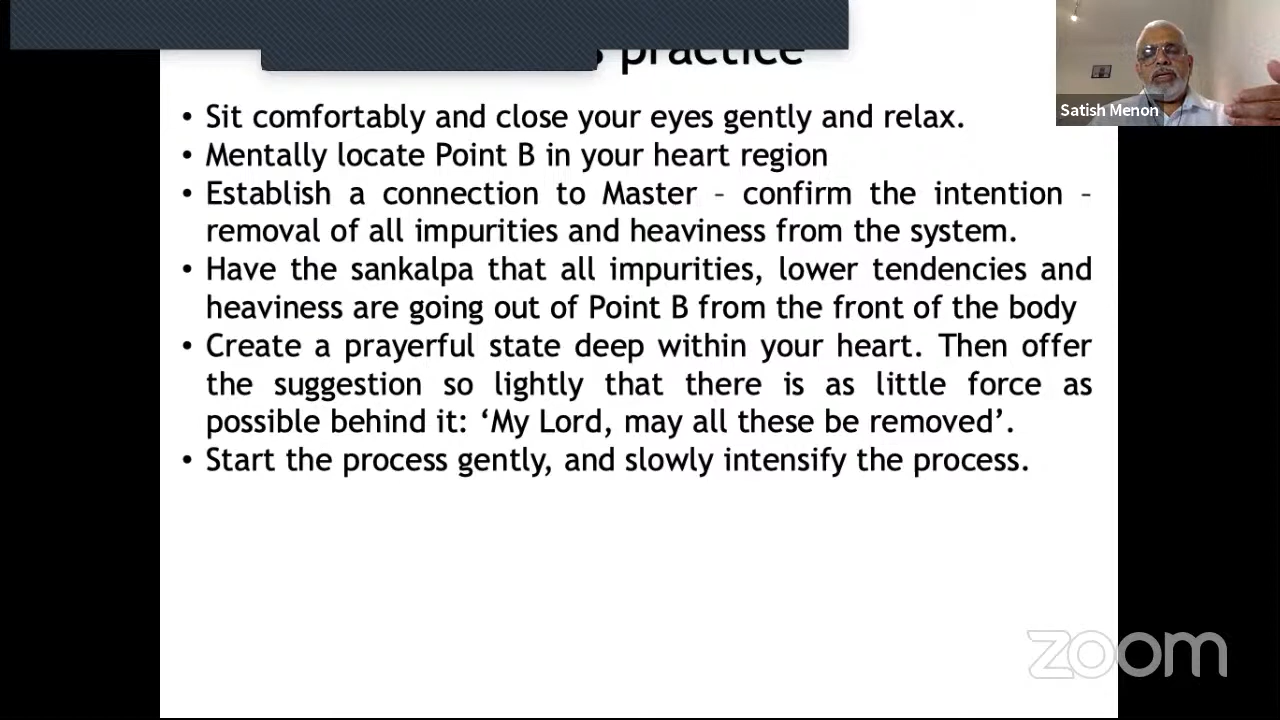 practice
• Sit comfortably and close your eyes gently and relax.
• Mentally locate Point B in your heart region
• Establish a connection to Master – confirm the intention –
removal of all impurities and heaviness from the system.
• Have the sankalpa that all impurities, lower tendencies and
heaviness are going out of Point B from the front of the body
• Create a prayerful state deep within your heart. Then offer
the suggestion so lightly that there is as little force as
possible behind it: ‘My Lord, may all these be removed’.
• Start the process gently, and slowly intensify the process.
Satish Menon
zoom